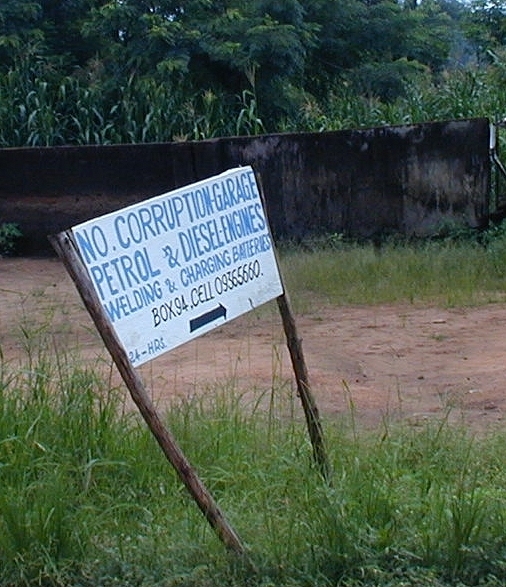 NO. CORRUPTION-GARAGE
PETROL & DIESEL-ENGINES
WELDING & CHARGING BATTERIES
BOX.94. CELL 09365660.
24-HRS.